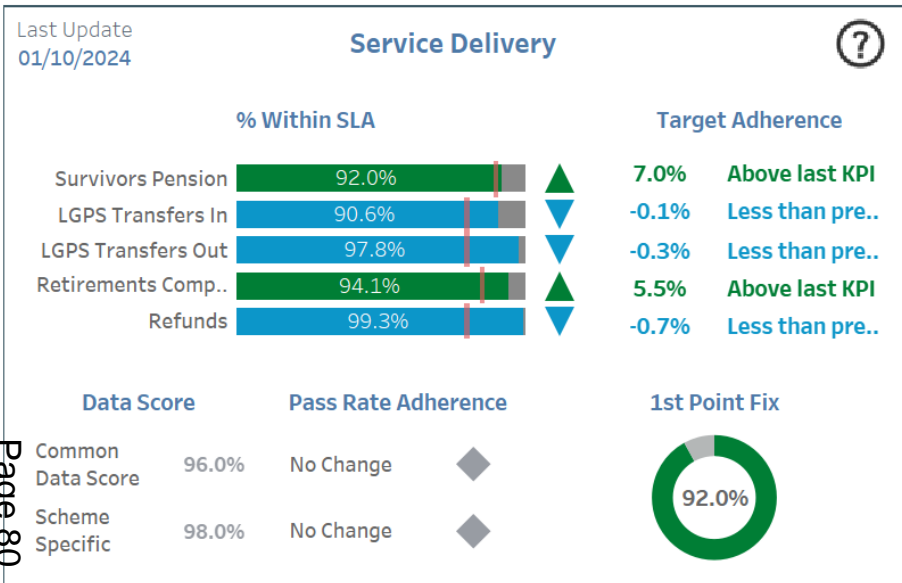 Last Update
01/10/2024
Service Delivery
?
% Within SLA
Target Adherence
Survivors Pension 92.0% 7.0% Above last KPI
LGPS Transfers In 90.6% -0.1% Less than pre..
LGPS Transfers Out 97.8% -0.3% Less than pre..
Retirements Comp.. 94.1% 5.5% Above last KPI
Refunds 99.3% -0.7% Less than pre..
Data Score
Pass Rate Adherence
1st Point Fix
Common
Data Score
96.0% No Change
Scheme
Specific
98.0% No Change
92.0%
Page 80